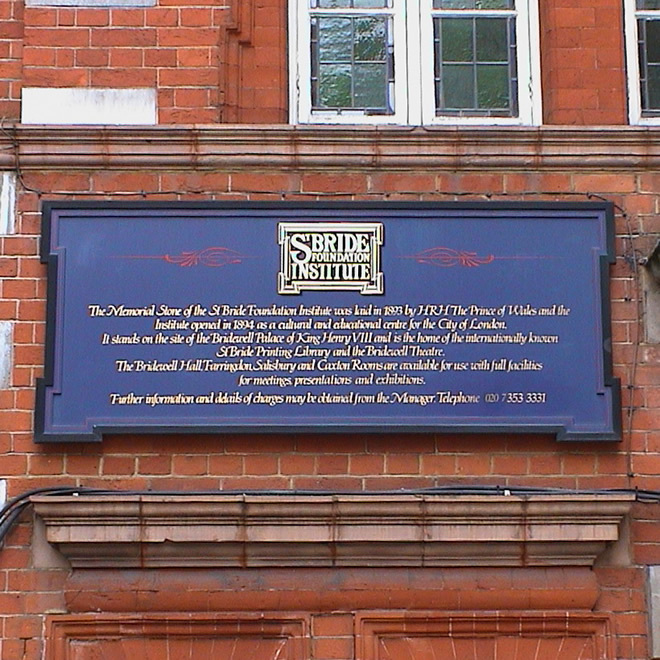 ST BRIDE
FOUNDATION
INSTITUTE
The Memorial Stone of the St Bride Foundation Institute was laid in 1893 by H.R.H. The Prince of Wales and the
Institute opened in 1894 as a cultural and educational centre for the City of London.
It stands on the site of the Bridewell Palace of King Henry VIII and is the home of the internationally known
St Bride Printing Library and the Bridewell Theatre.
The Bridewell Hall, Farringdon, Salisbury and Caxton Rooms are available for use with full facilities
for meetings, presentations and exhibitions.
Further information and details of charges may be obtained from the Manager. Telephone 020 7353 3331